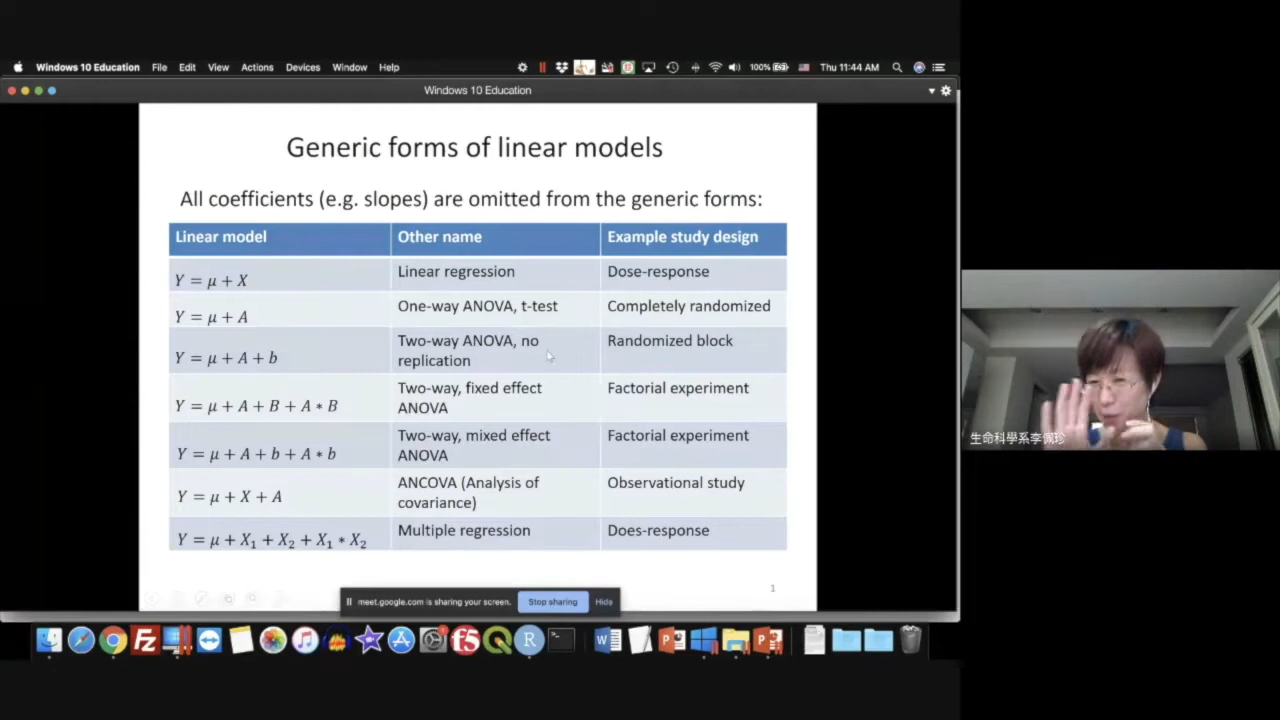 Windows 10 Education File Edit View Actions Devices Window Help 100% Thu 11:44 AM
Windows 10 Education
Generic forms of linear models
All coefficients (e.g. slopes) are omitted from the generic forms:
Linear model Other name Example study design
Y = μ + X Linear regression Dose-response
Y = μ + A One-way ANOVA, t-test Completely randomized
Y = μ + A + b Two-way ANOVA, no replication Randomized block
Y = μ + A + B + A ∗ B Two-way, fixed effect ANOVA Factorial experiment
Y = μ + A + b + A ∗ b Two-way, mixed effect ANOVA Factorial experiment
Y = μ + X + A ANCOVA (Analysis of covariance) Observational study
Y = μ + X₁ + X₂ + X₁ ∗ X₂ Multiple regression Does-response
1
meet.google.com is sharing your screen. Stop sharing Hide
生命科學系李佩珍